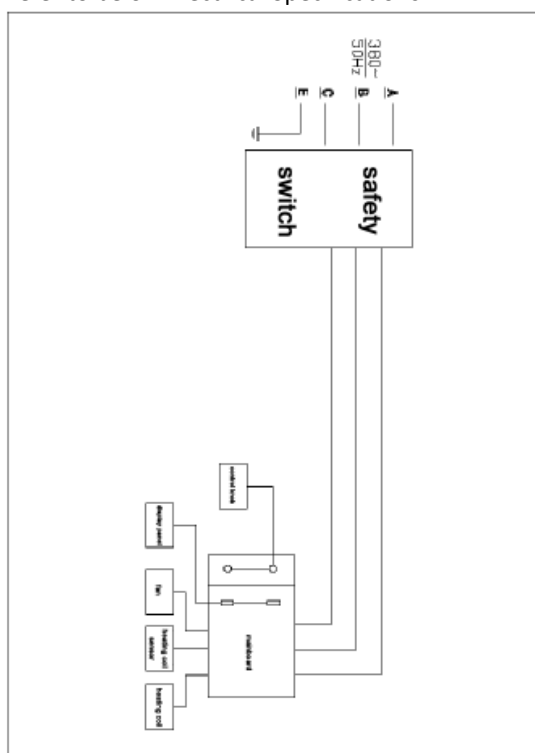 380~
50Hz
A
B
C
E
safety
switch
control knob
display panel
fan
heating coil
sensor
heating coil
mainboard